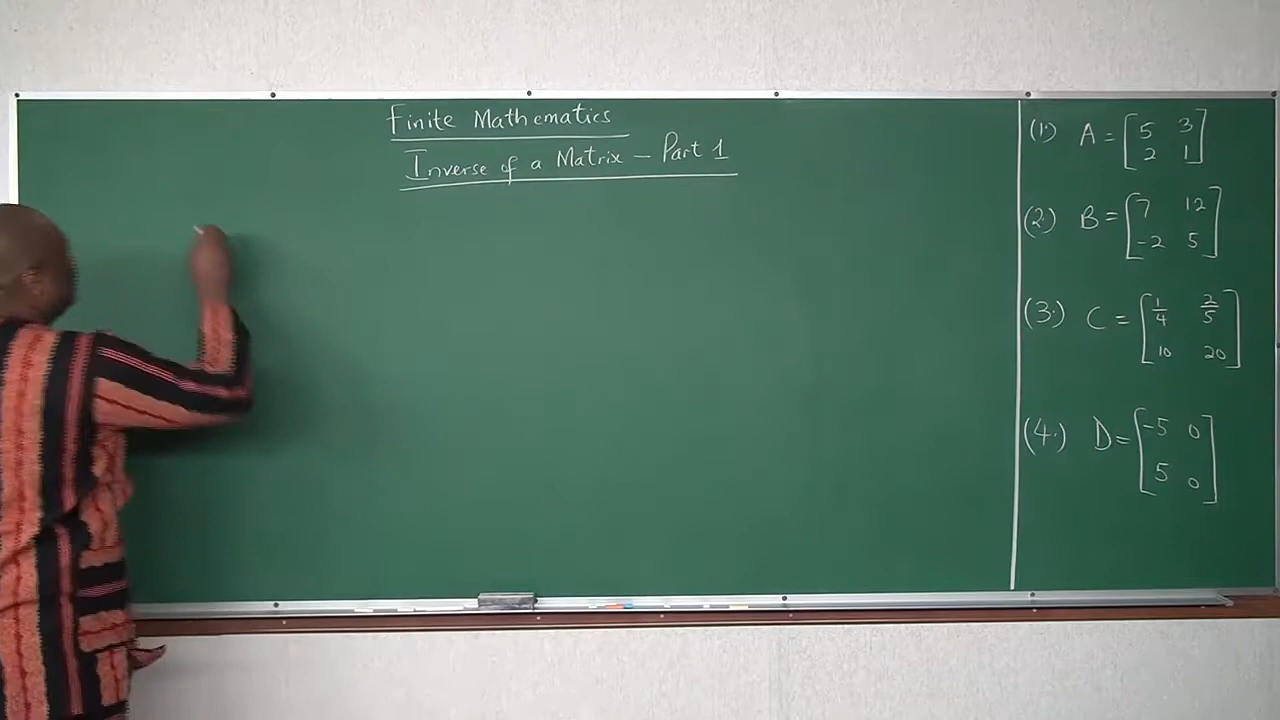 Finite Mathematics
Inverse of a Matrix - Part 1
(1.) A = [5 3
2 1]
(2.) B = [7 12
-2 5]
(3.) C = [1/4 2/5
10 20]
(4.) D = [-5 0
5 0]